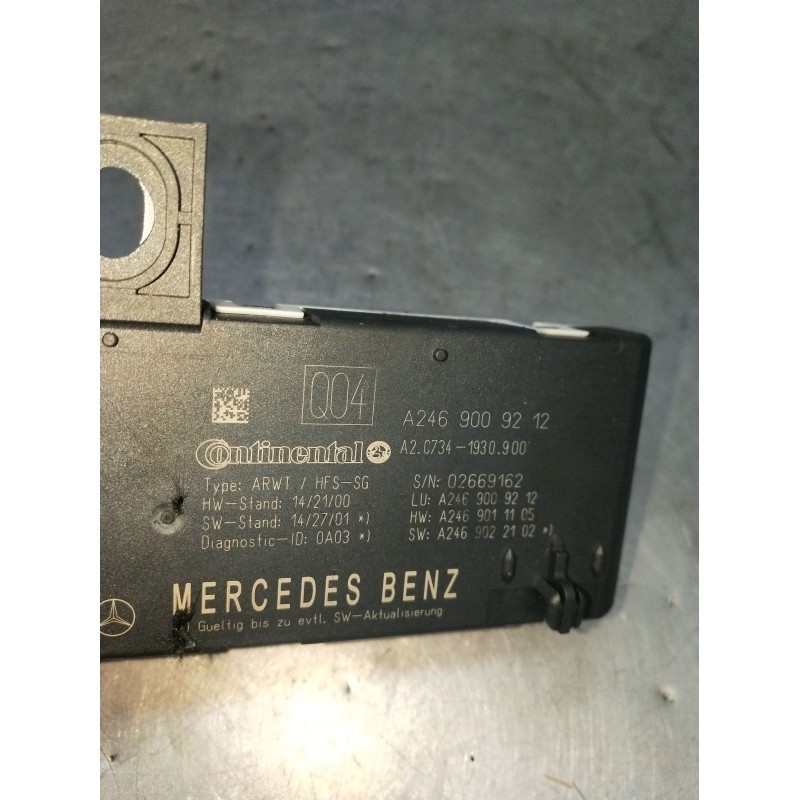 Q04
A246 900 92 12
Continental
A2.C734-1930.900
Type: ARWT / HFS-SG
HW-Stand: 14/21/00
SW-Stand: 14/27/01 *)
Diagnostic-ID: 0A03 *)
S/N: 02669162
LU: A246 900 92 12
HW: A246 901 11 05
SW: A246 902 21 02 *)
MERCEDES BENZ
Gueltig bis zu evtl. SW-Aktualisierung